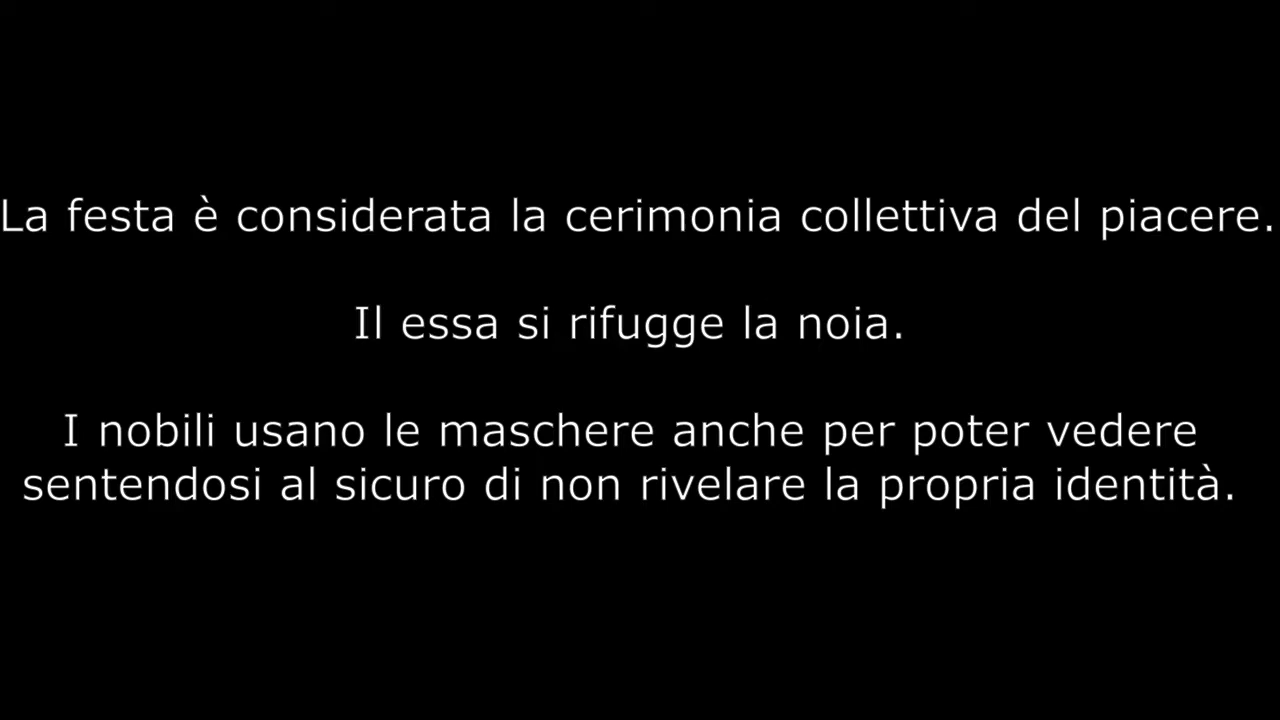 La festa è considerata la cerimonia collettiva del piacere.
Il essa si rifugge la noia.
I nobili usano le maschere anche per poter vedere
sentendosi al sicuro di non rivelare la propria identità.